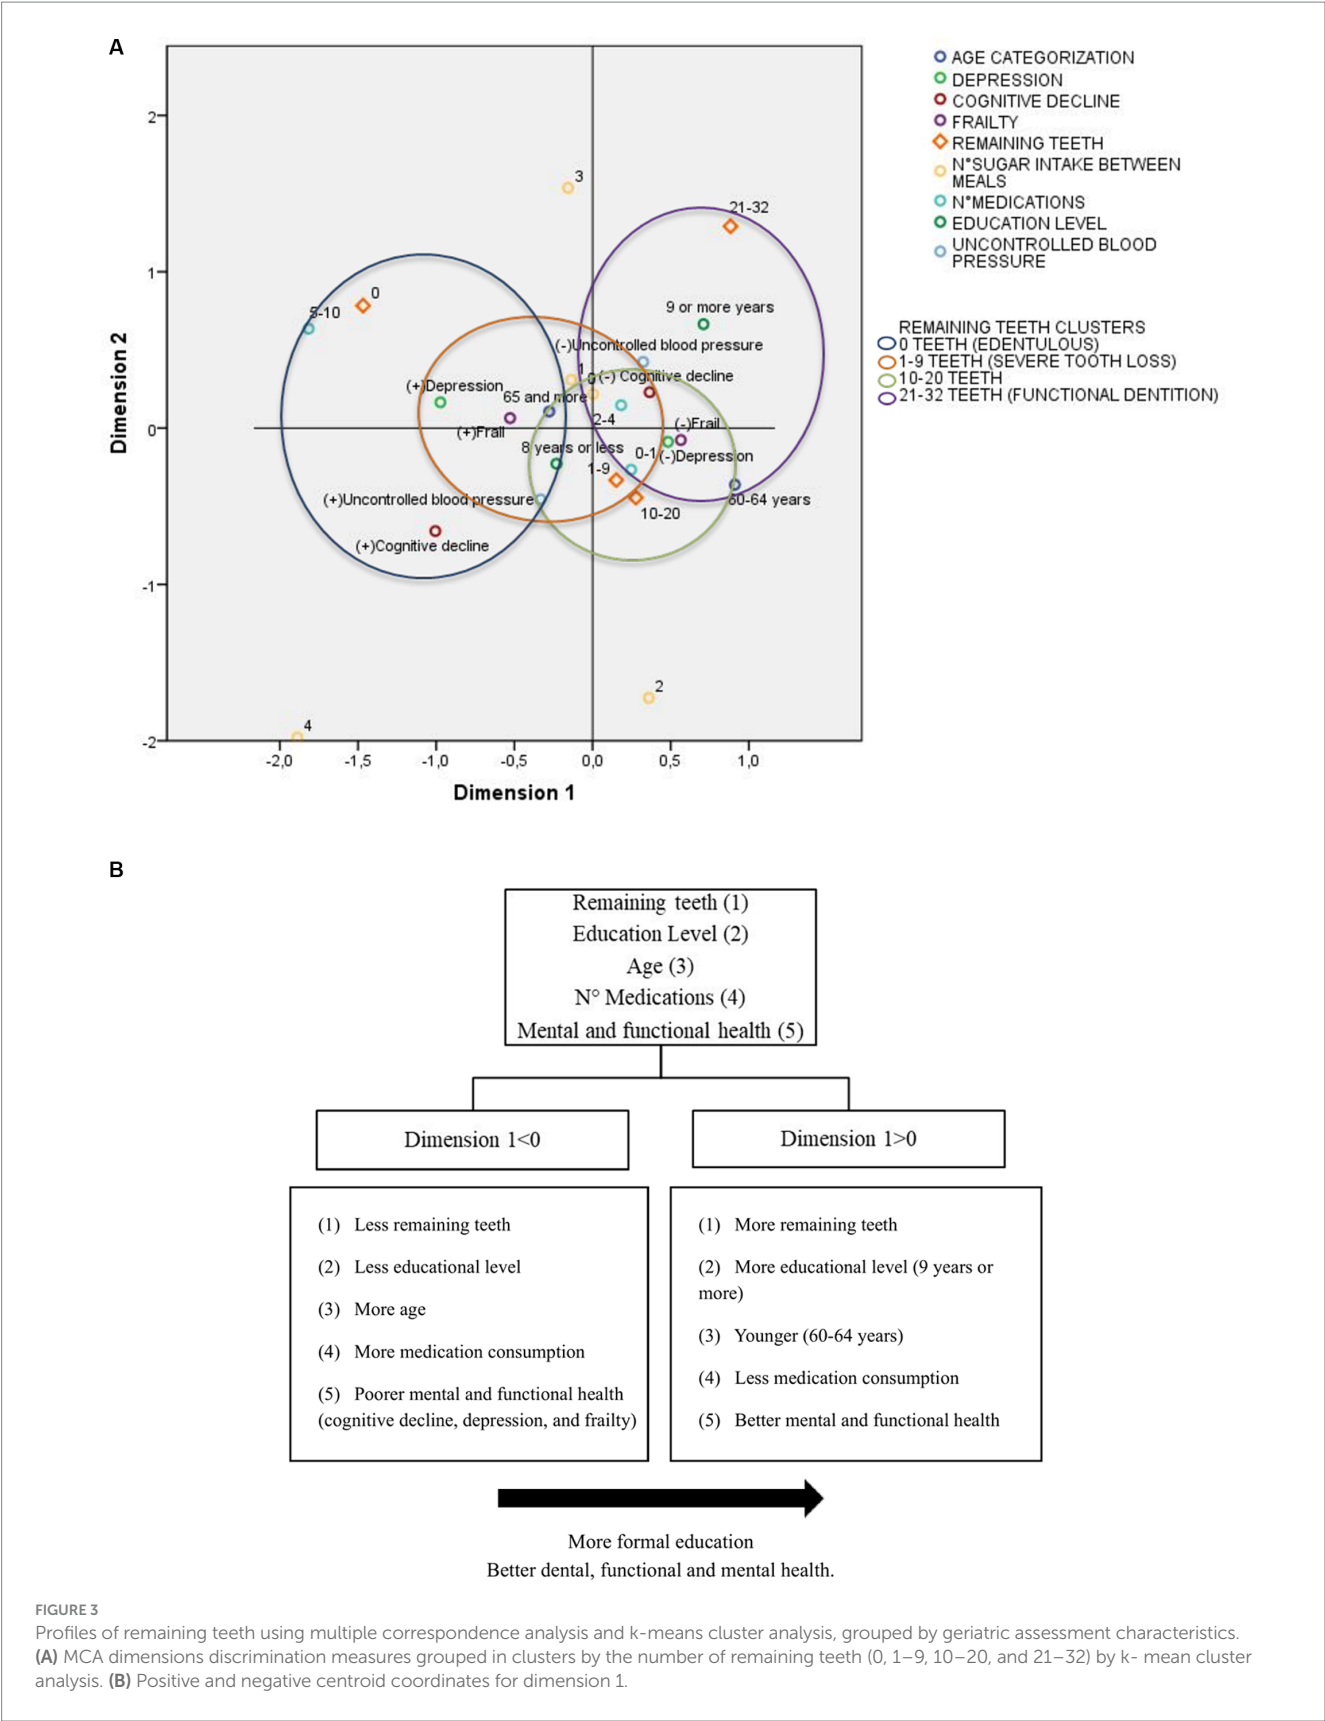 A
AGE CATEGORIZATION
DEPRESSION
COGNITIVE DECLINE
FRAILTY
REMAINING TEETH
N°SUGAR INTAKE BETWEEN
MEALS
N°MEDICATIONS
EDUCATION LEVEL
UNCONTROLLED BLOOD
PRESSURE
REMAINING TEETH CLUSTERS
0 TEETH (EDENTULOUS)
1-9 TEETH (SEVERE TOOTH LOSS)
10-20 TEETH
21-32 TEETH (FUNCTIONAL DENTITION)
Dimension 2
2
1
0
-1
-2
3
21-32
0
5-10
9 or more years
(-)Uncontrolled blood pressure
1
0
(-) Cognitive decline
(+)Depression
65 and more
2-4
(-)Frail
(+)Frail
8 years or less
0-1
(-)Depression
1-9
(+)Uncontrolled blood pressure
60-64 years
10-20
(+)Cognitive decline
2
4
-2,0
-1,5
-1,0
-0,5
0,0
0,5
1,0
Dimension 1
B
Remaining teeth (1)
Education Level (2)
Age (3)
N° Medications (4)
Mental and functional health (5)
Dimension 1<0
Dimension 1>0
(1) Less remaining teeth
(2) Less educational level
(3) More age
(4) More medication consumption
(5) Poorer mental and functional health
(cognitive decline, depression, and frailty)
(1) More remaining teeth
(2) More educational level (9 years or
more)
(3) Younger (60-64 years)
(4) Less medication consumption
(5) Better mental and functional health
More formal education
Better dental, functional and mental health.
FIGURE 3
Profiles of remaining teeth using multiple correspondence analysis and k-means cluster analysis, grouped by geriatric assessment characteristics.
(A) MCA dimensions discrimination measures grouped in clusters by the number of remaining teeth (0, 1–9, 10–20, and 21–32) by k- mean cluster
analysis. (B) Positive and negative centroid coordinates for dimension 1.